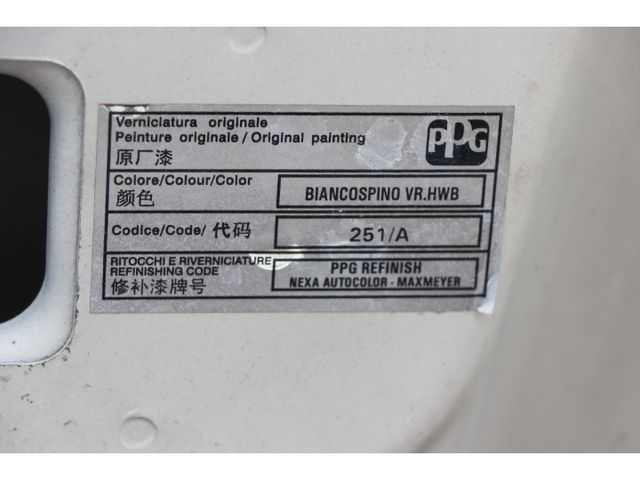 Verniciatura originale
Peinture originale / Original painting
原厂漆
PPG
Colore/Colour/Color
颜色
BIANCOSPINO VR.HWB
Codice/Code/ 代码
251/A
RITOCCHI E RIVERNICIATURE
REFINISHING CODE
修补漆牌号
PPG REFINISH
NEXA AUTOCOLOR - MAXMEYER